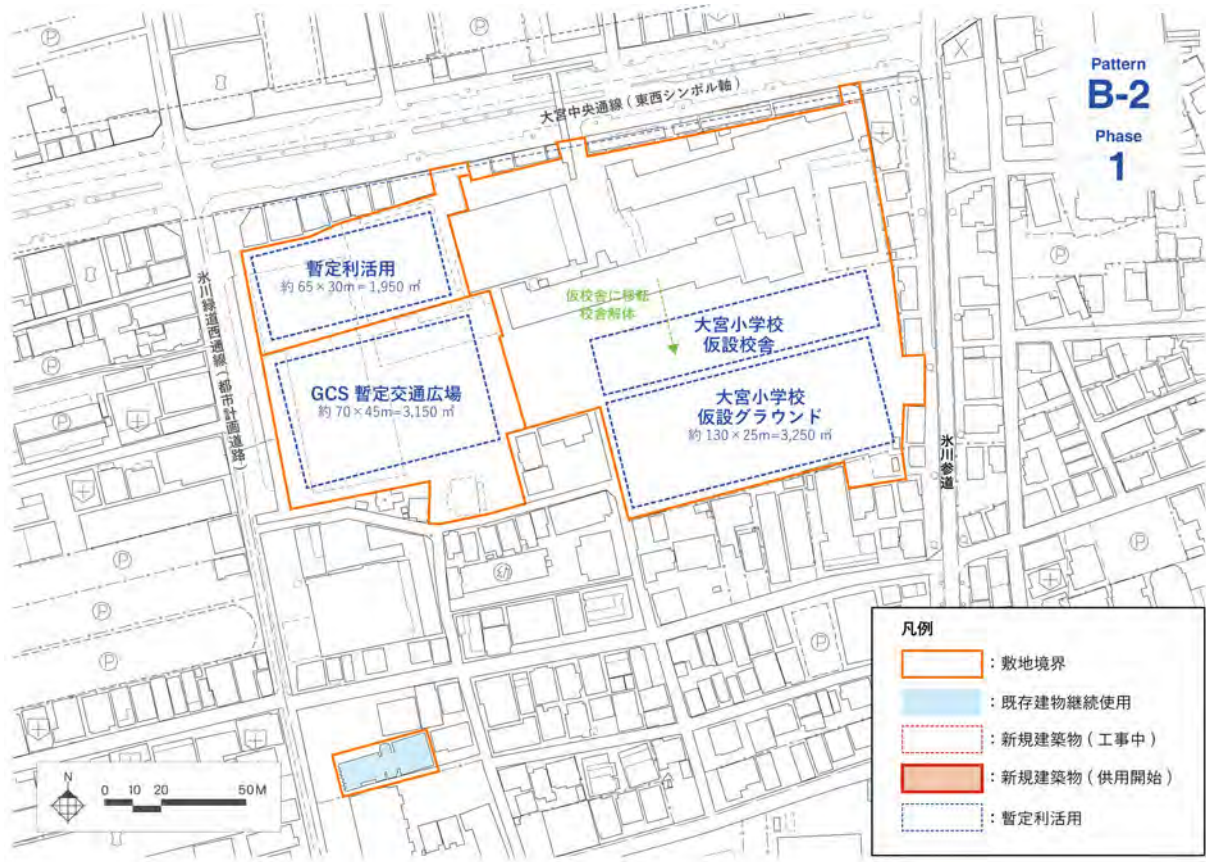 Pattern
B-2
Phase
1
大宮中央通線（東西シンボル軸）
氷川緑道西通線（都市計画道路）
氷川参道
暫定利活用
約 65×30m=1,950 ㎡
GCS 暫定交通広場
約 70×45m=3,150 ㎡
仮校舎に移転
校舎解体
大宮小学校
仮設校舎
大宮小学校
仮設グラウンド
約 130×25m=3,250 ㎡
P
P
P
P
P
P
P
P
幼
N
0 10 20 50M
凡例
：敷地境界
：既存建物継続使用
：新規建築物（工事中）
：新規建築物（供用開始）
：暫定利活用